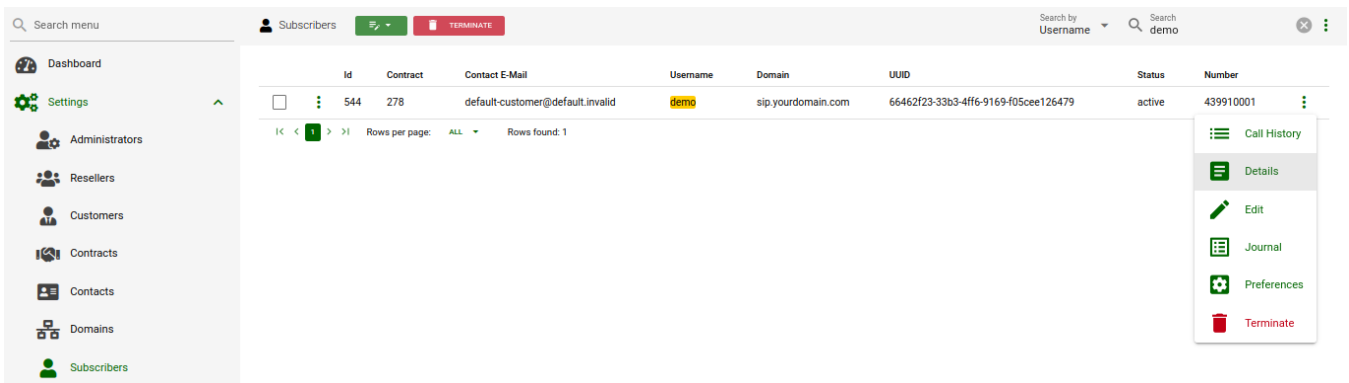 Search menu
Subscribers
TERMINATE
Search by
Username
Search
demo
Dashboard
Settings
Administrators
Resellers
Customers
Contracts
Contacts
Domains
Subscribers
Id Contract Contact E-Mail Username Domain UUID Status Number
544 278 default-customer@default.invalid demo sip.yourdomain.com 66462f23-33b3-4ff6-9169-f05cee126479 active 439910001
1 Rows per page: ALL Rows found: 1
Call History
Details
Edit
Journal
Preferences
Terminate